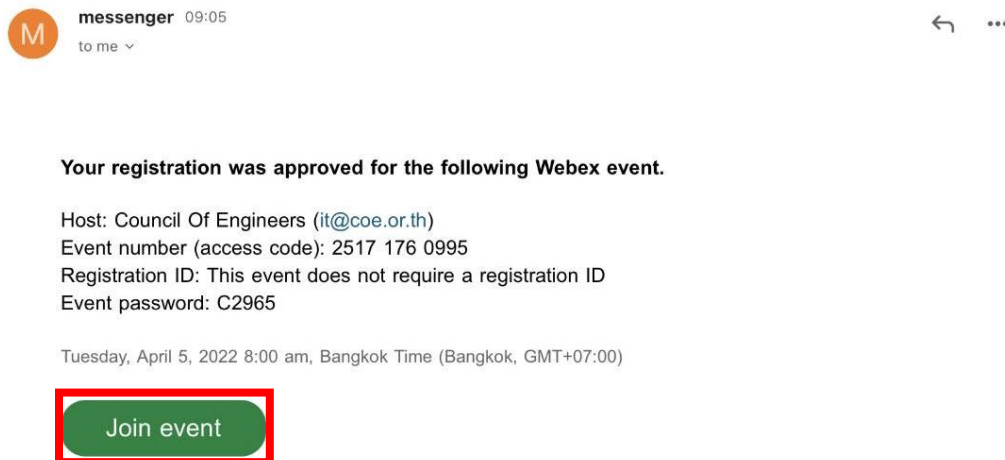 M
messenger 09:05
to me
Your registration was approved for the following Webex event.
Host: Council Of Engineers (it@coe.or.th)
Event number (access code): 2517 176 0995
Registration ID: This event does not require a registration ID
Event password: C2965
Tuesday, April 5, 2022 8:00 am, Bangkok Time (Bangkok, GMT+07:00)
Join event